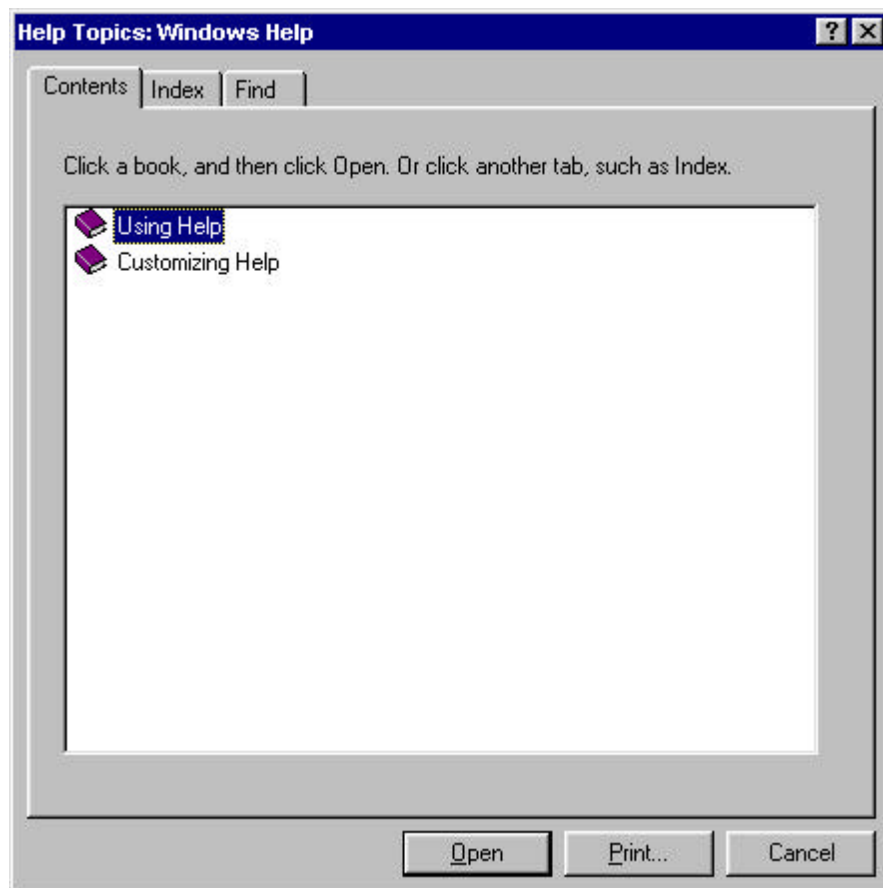 Help Topics: Windows Help
Contents Index Find
Click a book, and then click Open. Or click another tab, such as Index.
Using Help
Customizing Help
Open Print... Cancel